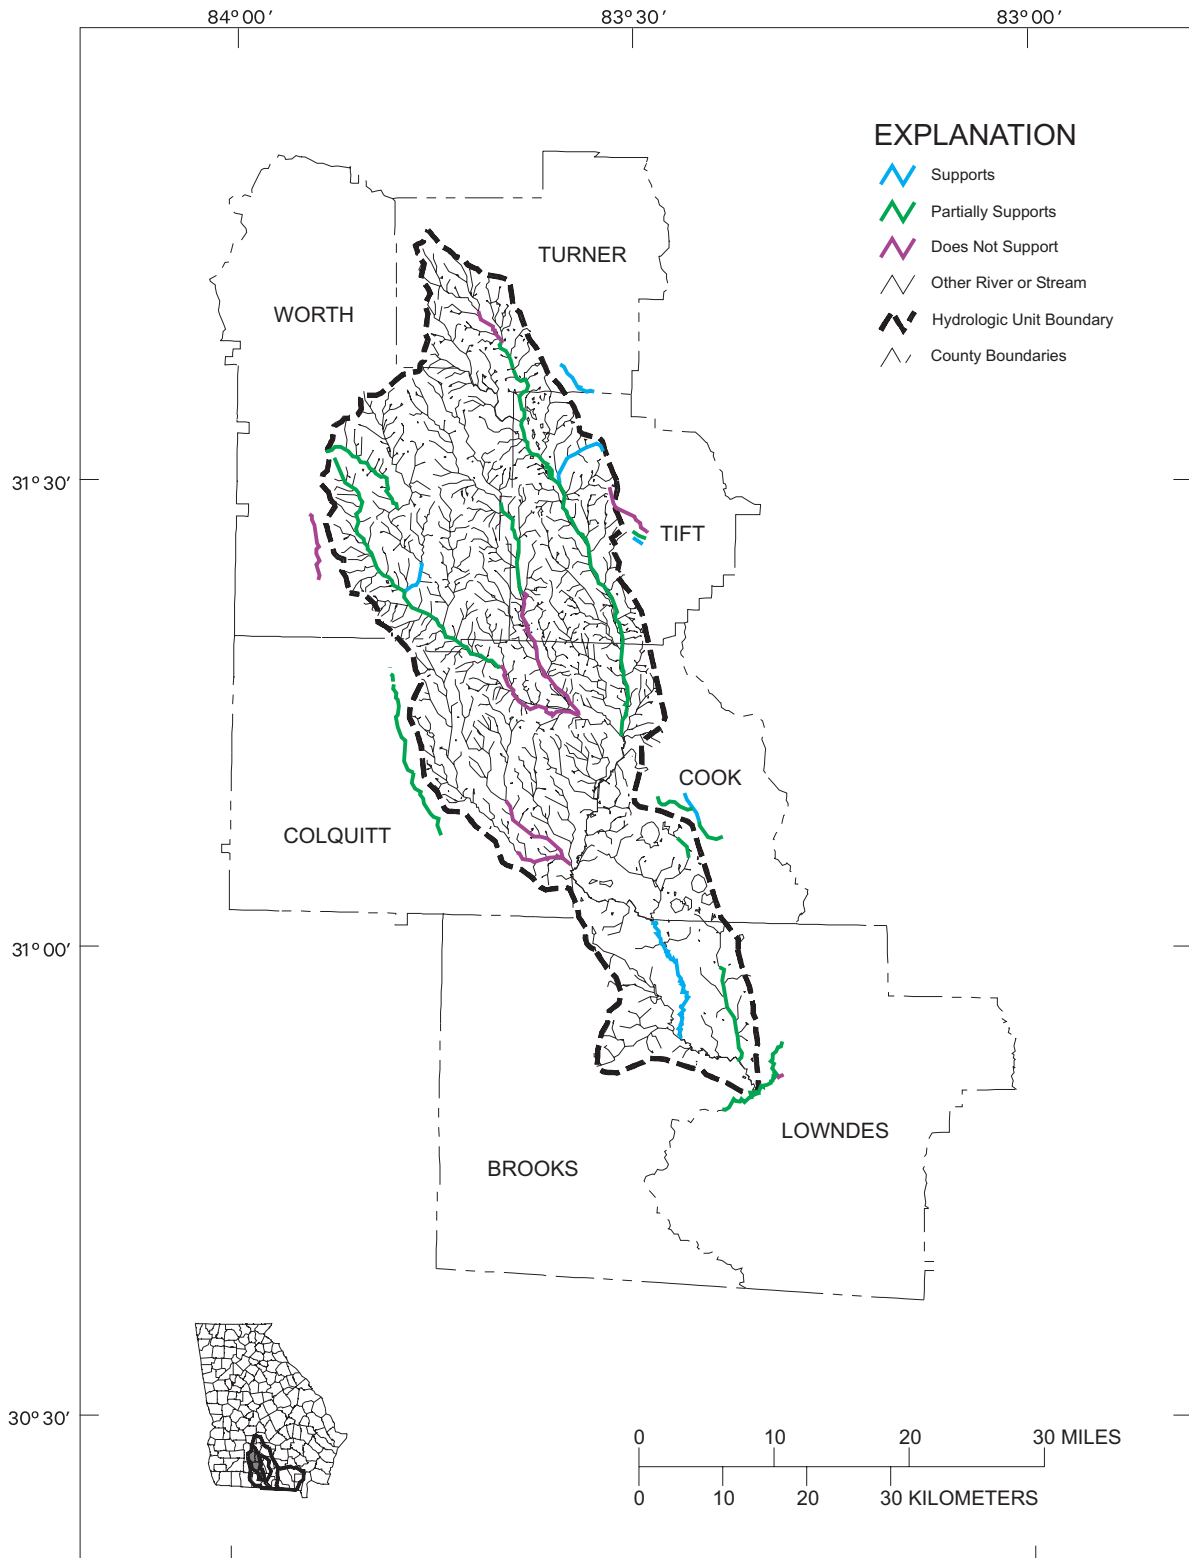 84°00′ 83°30′ 83°00′
EXPLANATION
Supports
Partially Supports
Does Not Support
Other River or Stream
Hydrologic Unit Boundary
County Boundaries
TURNER
WORTH
31°30′
TIFT
COOK
COLQUITT
31°00′
LOWNDES
BROOKS
30°30′
0 10 20 30 MILES
0 10 20 30 KILOMETERS